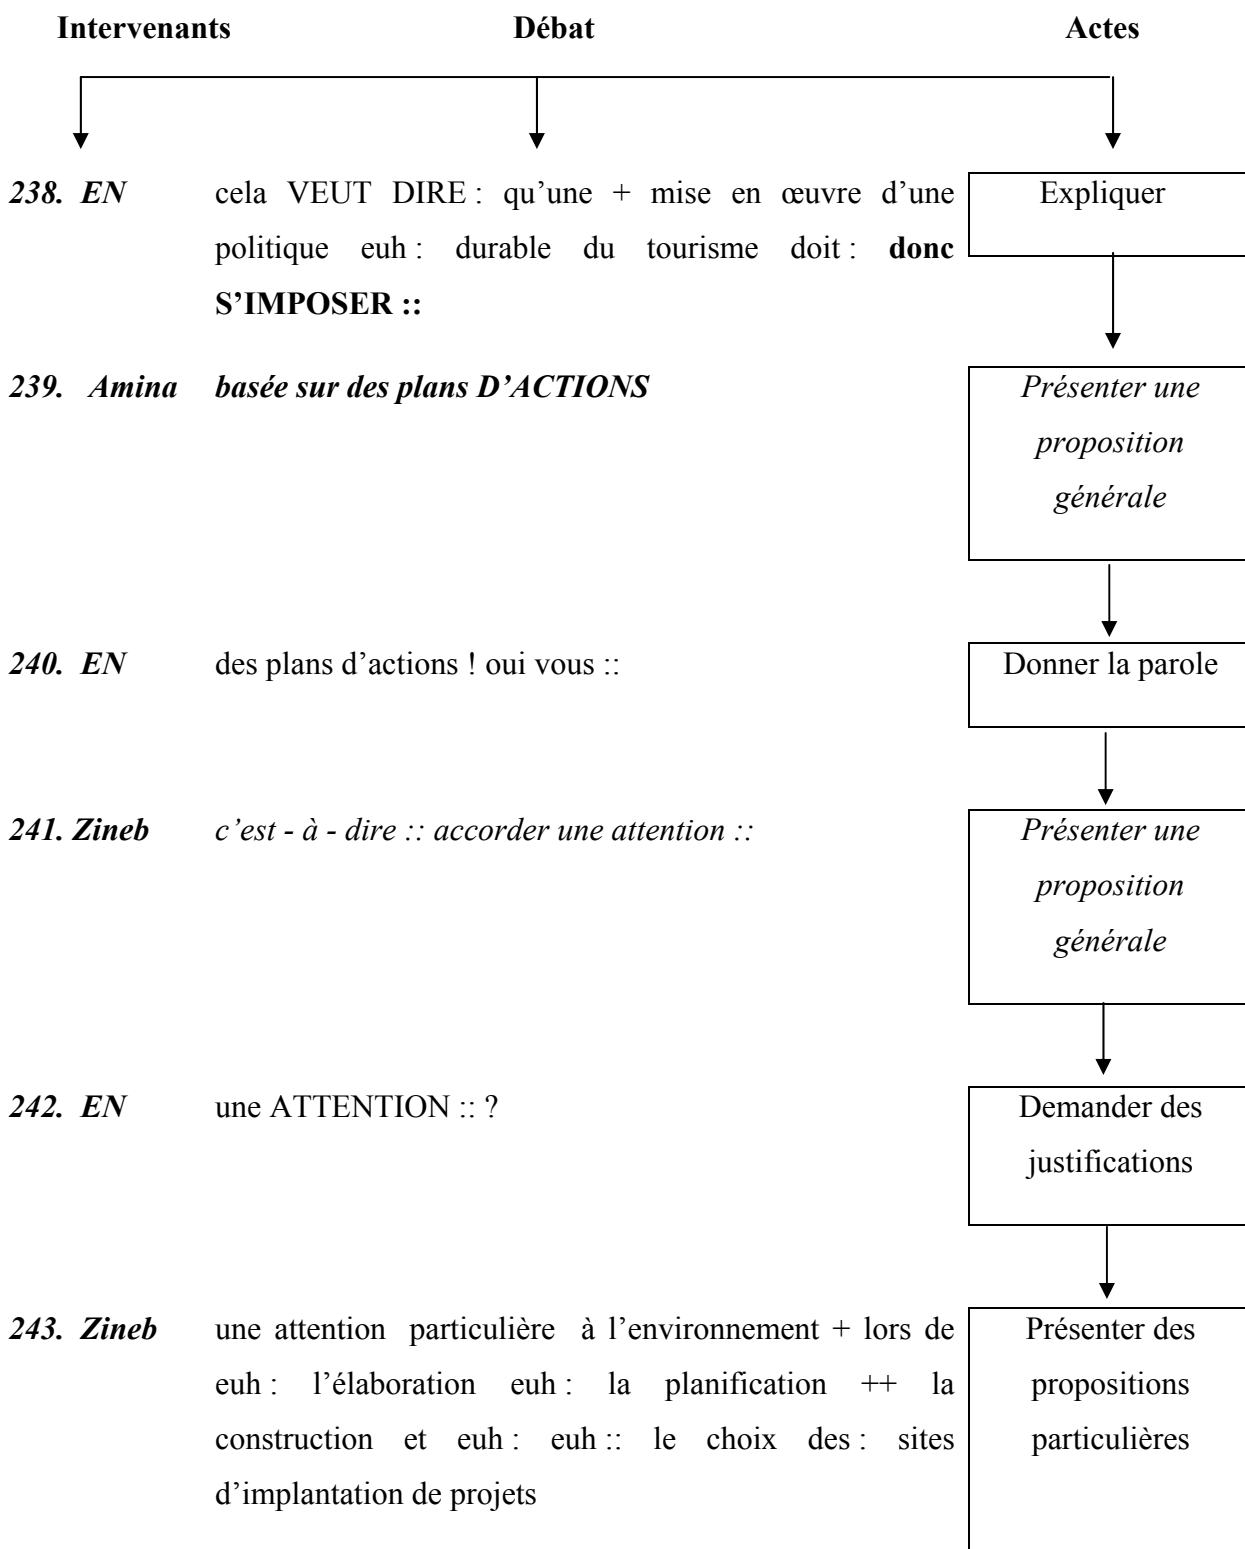 Intervenants Débat Actes
238. EN cela VEUT DIRE : qu’une + mise en œuvre d’une Expliquer
politique euh : durable du tourisme doit : donc
S’IMPOSER ::
239. Amina basée sur des plans D’ACTIONS Présenter une
proposition
générale
240. EN des plans d’actions ! oui vous :: Donner la parole
241. Zineb c’est - à - dire :: accorder une attention :: Présenter une
proposition
générale
242. EN une ATTENTION :: ? Demander des
justifications
243. Zineb une attention particulière à l’environnement + lors de Présenter des
euh : l’élaboration euh : la planification ++ la propositions
construction et euh : euh :: le choix des : sites particulières
d’implantation de projets